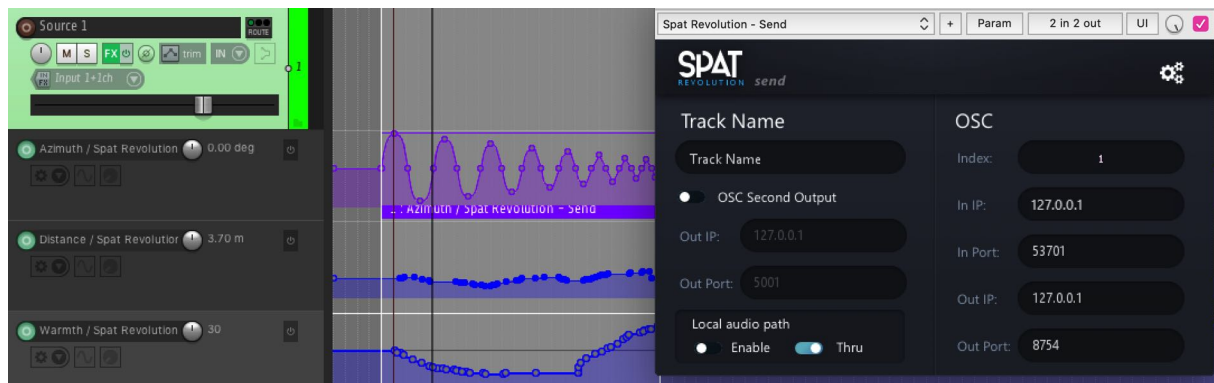 Source 1
ROUTE
M S FX trim IN
FX Input 1+1ch
1
Azimuth / Spat Revolution 0.00 deg
... : Azimuth / Spat Revolution - Send
Distance / Spat Revolution 3.70 m
Warmth / Spat Revolution 30
Spat Revolution - Send + Param 2 in 2 out UI
SPAT
REVOLUTION send
Track Name
Track Name
OSC Second Output
Out IP: 127.0.0.1
Out Port: 5001
Local audio path
Enable Thru
OSC
Index: 1
In IP: 127.0.0.1
In Port: 53701
Out IP: 127.0.0.1
Out Port: 8754